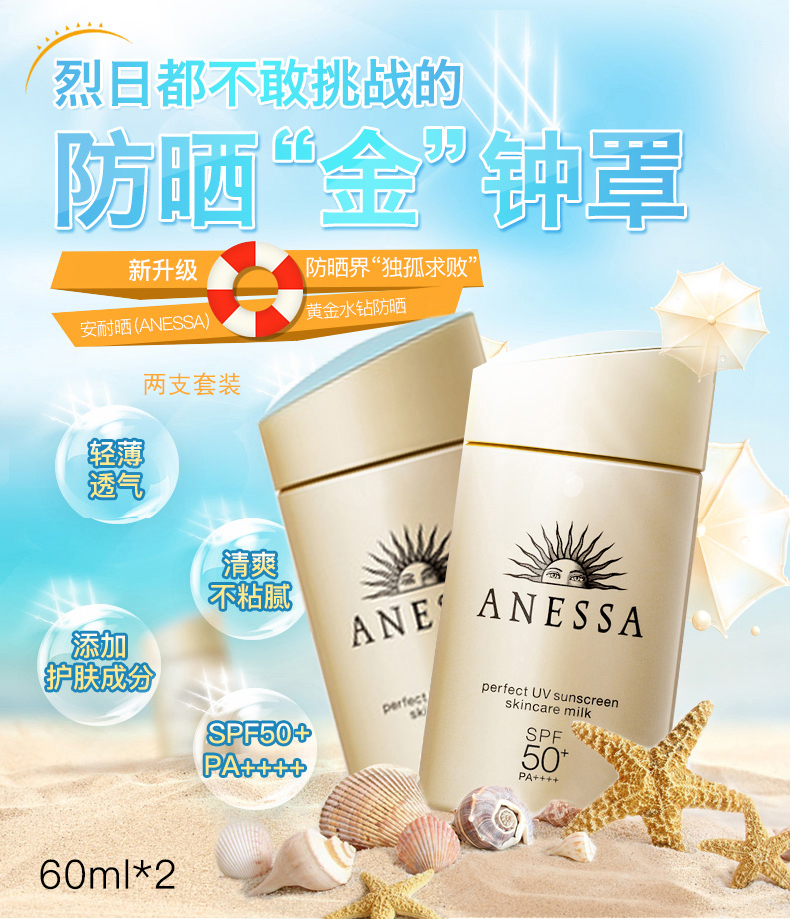 烈日都不敢挑战的
防晒“金”钟罩
新升级
防晒界“独孤求败”
安耐晒(ANESSA)
黄金水钻防晒
两支套装
轻薄
透气
清爽
不粘腻
添加
护肤成分
SPF50+
PA++++
ANES
perfect
sk
ANESSA
perfect UV sunscreen
skincare milk
SPF
50+
PA++++
60ml*2